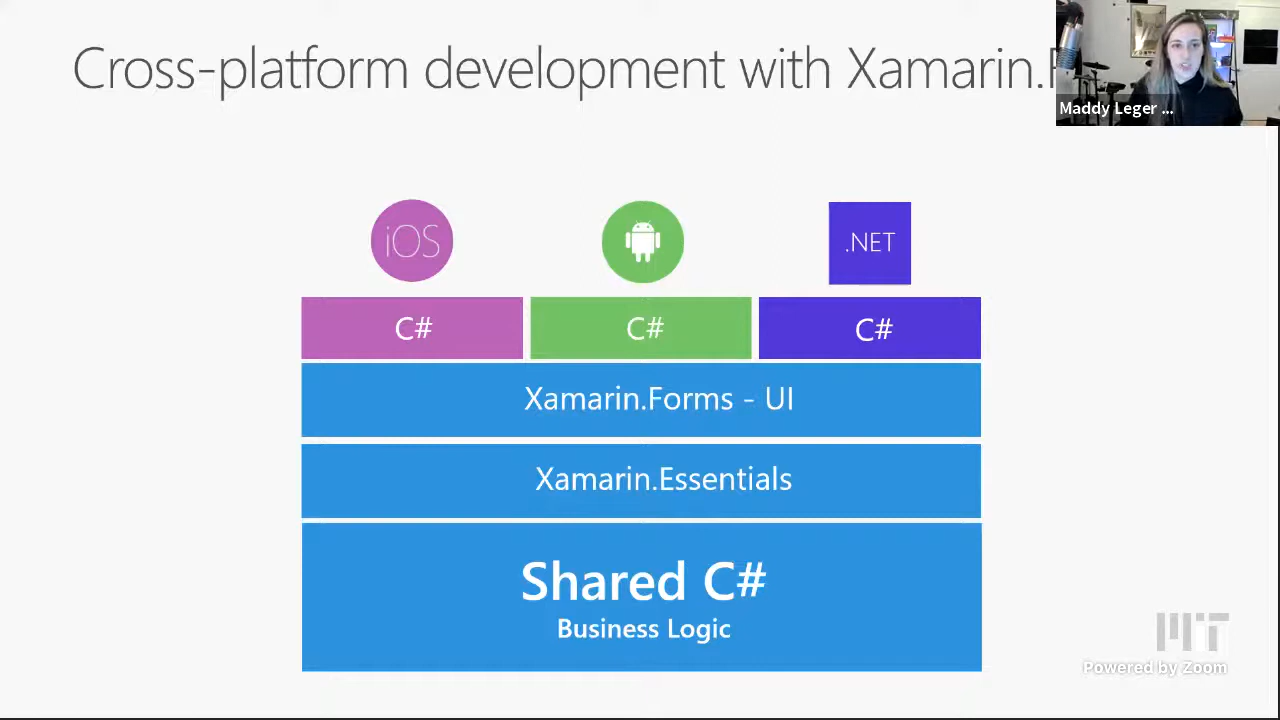 Cross-platform development with Xamarin.F
Maddy Leger ...
iOS
.NET
C#
C#
C#
Xamarin.Forms - UI
Xamarin.Essentials
Shared C#
Business Logic
MIT
Powered by Zoom